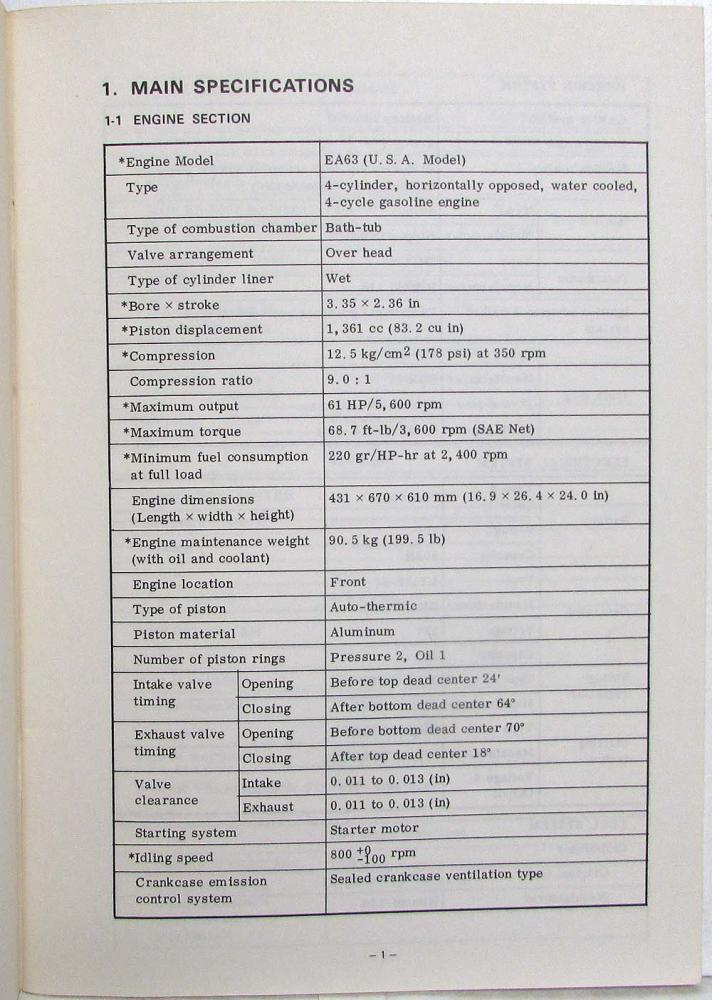 1. MAIN SPECIFICATIONS
1-1 ENGINE SECTION
*Engine Model EA63 (U.S.A. Model)
Type 4-cylinder, horizontally opposed, water cooled,
4-cycle gasoline engine
Type of combustion chamber Bath-tub
Valve arrangement Over head
Type of cylinder liner Wet
*Bore × stroke 3.35 × 2.36 in
*Piston displacement 1,361 cc (83.2 cu in)
*Compression 12.5 kg/cm2 (178 psi) at 350 rpm
Compression ratio 9.0 : 1
*Maximum output 61 HP/5,600 rpm
*Maximum torque 68.7 ft-lb/3,600 rpm (SAE Net)
*Minimum fuel consumption 220 gr/HP-hr at 2,400 rpm
at full load
Engine dimensions 431 × 670 × 610 mm (16.9 × 26.4 × 24.0 in)
(Length × width × height)
*Engine maintenance weight 90.5 kg (199.5 lb)
(with oil and coolant)
Engine location Front
Type of piston Auto-thermic
Piston material Aluminum
Number of piston rings Pressure 2, Oil 1
Intake valve Opening Before top dead center 24'
timing Closing After bottom dead center 64°
Exhaust valve Opening Before bottom dead center 70°
timing Closing After top dead center 18°
Valve Intake 0.011 to 0.013 (in)
clearance Exhaust 0.011 to 0.013 (in)
Starting system Starter motor
*Idling speed 800 +0 -100 rpm
Crankcase emission Sealed crankcase ventilation type
control system
- 1 -